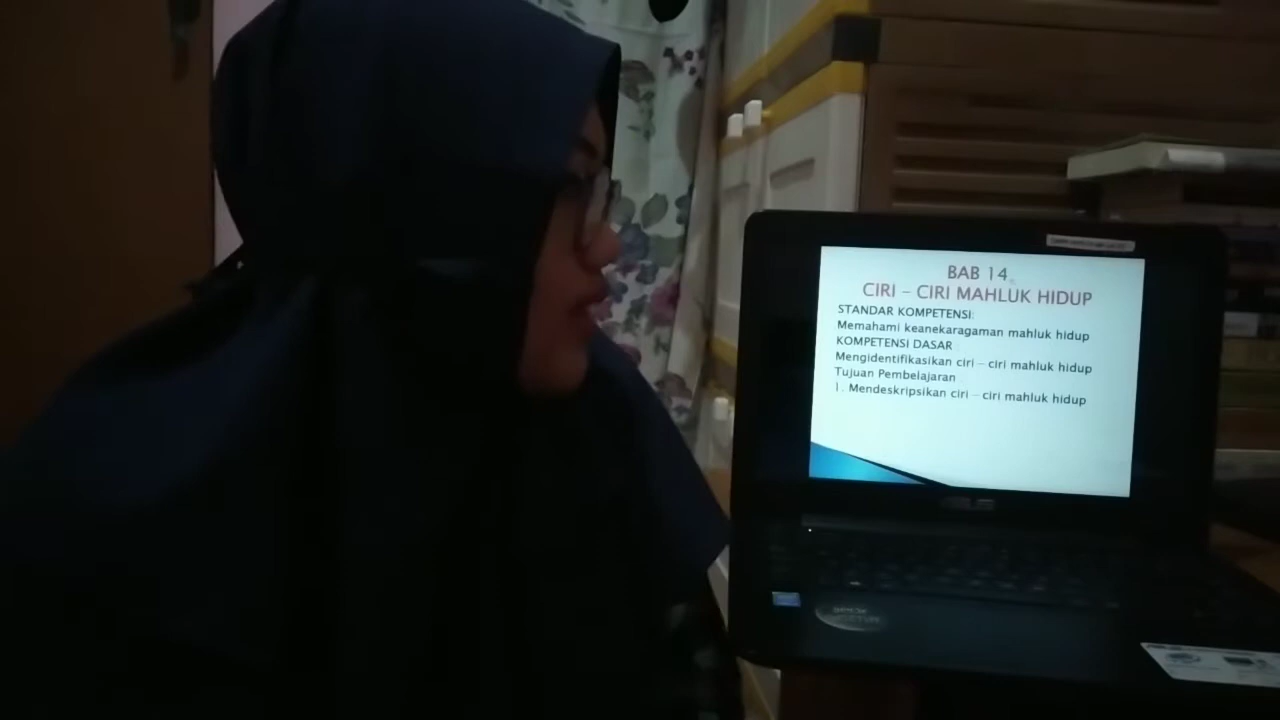 BAB 14
CIRI – CIRI MAHLUK HIDUP
STANDAR KOMPETENSI:
Memahami keanekaragaman mahluk hidup
KOMPETENSI DASAR
Mengidentifikasikan ciri – ciri mahluk hidup
Tujuan Pembelajaran
1. Mendeskripsikan ciri – ciri mahluk hidup
ASUS